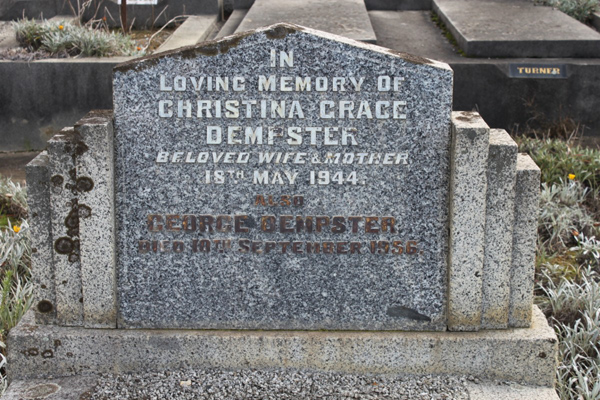 IN
LOVING MEMORY OF
CHRISTINA GRACE
DEMPSTER
BELOVED WIFE & MOTHER
18TH MAY 1944.
ALSO
GEORGE DEMPSTER
DIED 10TH SEPTEMBER 1956.
TURNER